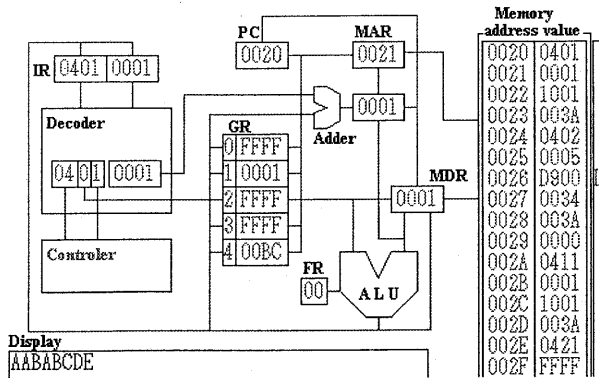 PC
0020
MAR
0021
Memory
address value
IR 0401 0001
0001
Adder
Decoder
04 0 1 0001
GR
0 FFFF
1 0001
2 FFFF
3 FFFF
4 00BC
MDR
0001
Controler
FR
00
ALU
0020 0401
0021 0001
0022 1001
0023 003A
0024 0402
0025 0005
0026 D900
0027 0034
0028 003A
0029 0000
002A 0411
002B 0001
002C 1001
002D 003A
002E 0421
002F FFFF
Display
AABABCDE